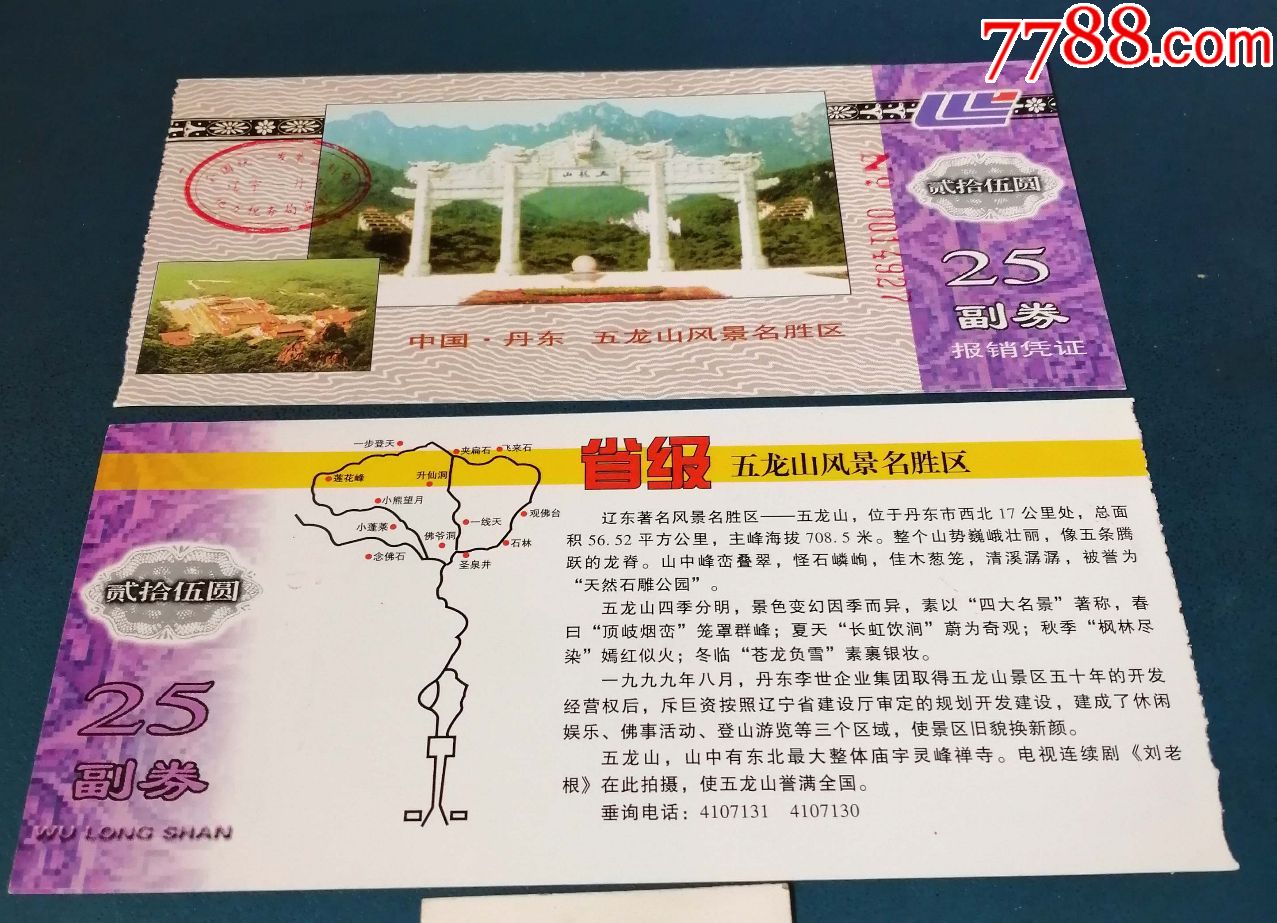 7788.com
五龙山
贰拾伍圆
№ 0014927
25
副券
报销凭证
中国·丹东 五龙山风景名胜区
一步登天
夹扁石
飞来石
莲花峰
升仙洞
小熊望月
观佛台
小蓬莱
一线天
佛爷洞
石林
念佛石
圣泉井
贰拾伍圆
25
副券
WU LONG SHAN
省级 五龙山风景名胜区
辽东著名风景名胜区——五龙山，位于丹东市西北17公里处，总面
积56.52平方公里，主峰海拔708.5米。整个山势巍峨壮丽，像五条腾
跃的龙脊。山中峰峦叠翠，怪石嶙峋，佳木葱笼，清溪潺潺，被誉为
“天然石雕公园”。
五龙山四季分明，景色变幻因季而异，素以“四大名景”著称，春
日“顶岐烟峦”笼罩群峰；夏天“长虹饮涧”蔚为奇观；秋季“枫林尽
染”嫣红似火；冬临“苍龙负雪”素裹银妆。
一九九九年八月，丹东李世企业集团取得五龙山景区五十年的开发
经营权后，斥巨资按照辽宁省建设厅审定的规划开发建设，建成了休闲
娱乐、佛事活动、登山游览等三个区域，使景区旧貌换新颜。
五龙山，山中有东北最大整体庙宇灵峰禅寺。电视连续剧《刘老
根》在此拍摄，使五龙山誉满全国。
垂询电话：4107131 4107130